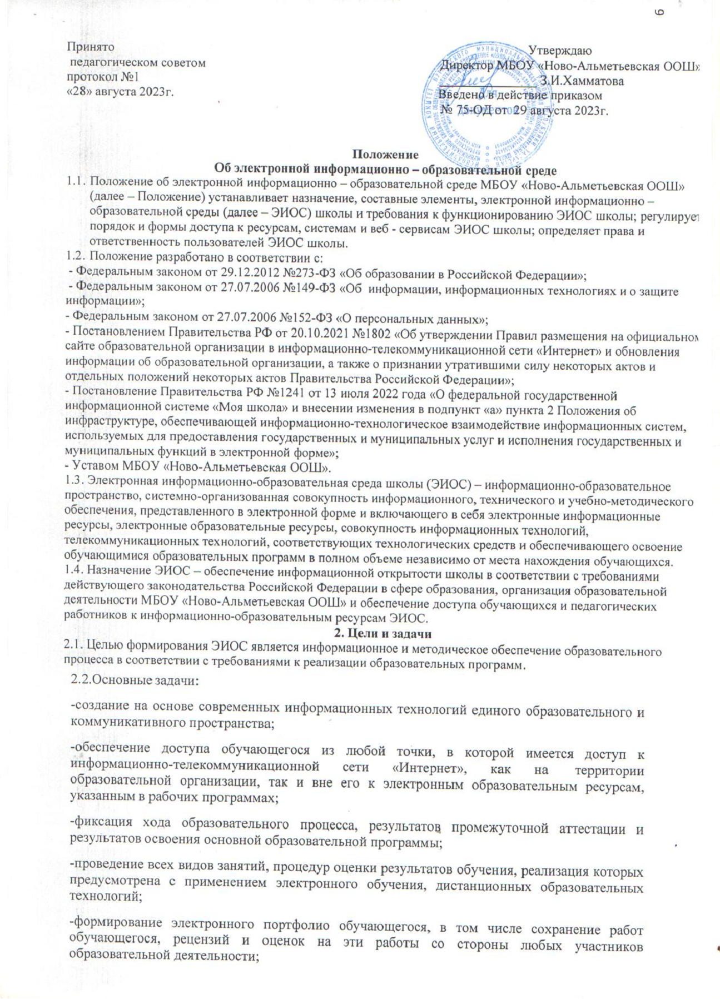 Принято
педагогическом советом
протокол №1
«28» августа 2023г.
Утверждаю
Директор МБОУ «Ново-Альметьевская ООШ»
З.И.Хамматова
Введено в действие приказом
№ 75-ОД от 29 августа 2023г.
Для
документов
Положение
Об электронной информационно – образовательной среде
1.1. Положение об электронной информационно – образовательной среде МБОУ «Ново-Альметьевская ООШ»
(далее – Положение) устанавливает назначение, составные элементы, электронной информационно –
образовательной среды (далее – ЭИОС) школы и требования к функционированию ЭИОС школы; регулирует
порядок и формы доступа к ресурсам, системам и веб - сервисам ЭИОС школы; определяет права и
ответственность пользователей ЭИОС школы.
1.2. Положение разработано в соответствии с:
- Федеральным законом от 29.12.2012 №273-ФЗ «Об образовании в Российской Федерации»;
- Федеральным законом от 27.07.2006 №149-ФЗ «Об информации, информационных технологиях и о защите
информации»;
- Федеральным законом от 27.07.2006 №152-ФЗ «О персональных данных»;
- Постановлением Правительства РФ от 20.10.2021 №1802 «Об утверждении Правил размещения на официальном
сайте образовательной организации в информационно-телекоммуникационной сети «Интернет» и обновления
информации об образовательной организации, а также о признании утратившими силу некоторых актов и
отдельных положений некоторых актов Правительства Российской Федерации»;
- Постановление Правительства РФ №1241 от 13 июля 2022 года «О федеральной государственной
информационной системе «Моя школа» и внесении изменения в подпункт «а» пункта 2 Положения об
инфраструктуре, обеспечивающей информационно-технологическое взаимодействие информационных систем,
используемых для предоставления государственных и муниципальных услуг и исполнения государственных и
муниципальных функций в электронной форме»;
- Уставом МБОУ «Ново-Альметьевская ООШ».
1.3. Электронная информационно-образовательная среда школы (ЭИОС) – информационно-образовательное
пространство, системно-организованная совокупность информационного, технического и учебно-методического
обеспечения, представленного в электронной форме и включающего в себя электронные информационные
ресурсы, электронные образовательные ресурсы, совокупность информационных технологий,
телекоммуникационных технологий, соответствующих технологических средств и обеспечивающего освоение
обучающимися образовательных программ в полном объеме независимо от места нахождения обучающихся.
1.4. Назначение ЭИОС – обеспечение информационной открытости школы в соответствии с требованиями
действующего законодательства Российской Федерации в сфере образования, организация образовательной
деятельности МБОУ «Ново-Альметьевская ООШ» и обеспечение доступа обучающихся и педагогических
работников к информационно-образовательным ресурсам ЭИОС.
2. Цели и задачи
2.1. Целью формирования ЭИОС является информационное и методическое обеспечение образовательного
процесса в соответствии с требованиями к реализации образовательных программ.
2.2.Основные задачи:
-создание на основе современных информационных технологий единого образовательного и
коммуникативного пространства;
-обеспечение доступа обучающегося из любой точки, в которой имеется доступ к
информационно-телекоммуникационной сети «Интернет», как на территории
образовательной организации, так и вне его к электронным образовательным ресурсам,
указанным в рабочих программах;
-фиксация хода образовательного процесса, результатов промежуточной аттестации и
результатов освоения основной образовательной программы;
-проведение всех видов занятий, процедур оценки результатов обучения, реализация которых
предусмотрена с применением электронного обучения, дистанционных образовательных
технологий;
-формирование электронного портфолио обучающегося, в том числе сохранение работ
обучающегося, рецензий и оценок на эти работы со стороны любых участников
образовательной деятельности;